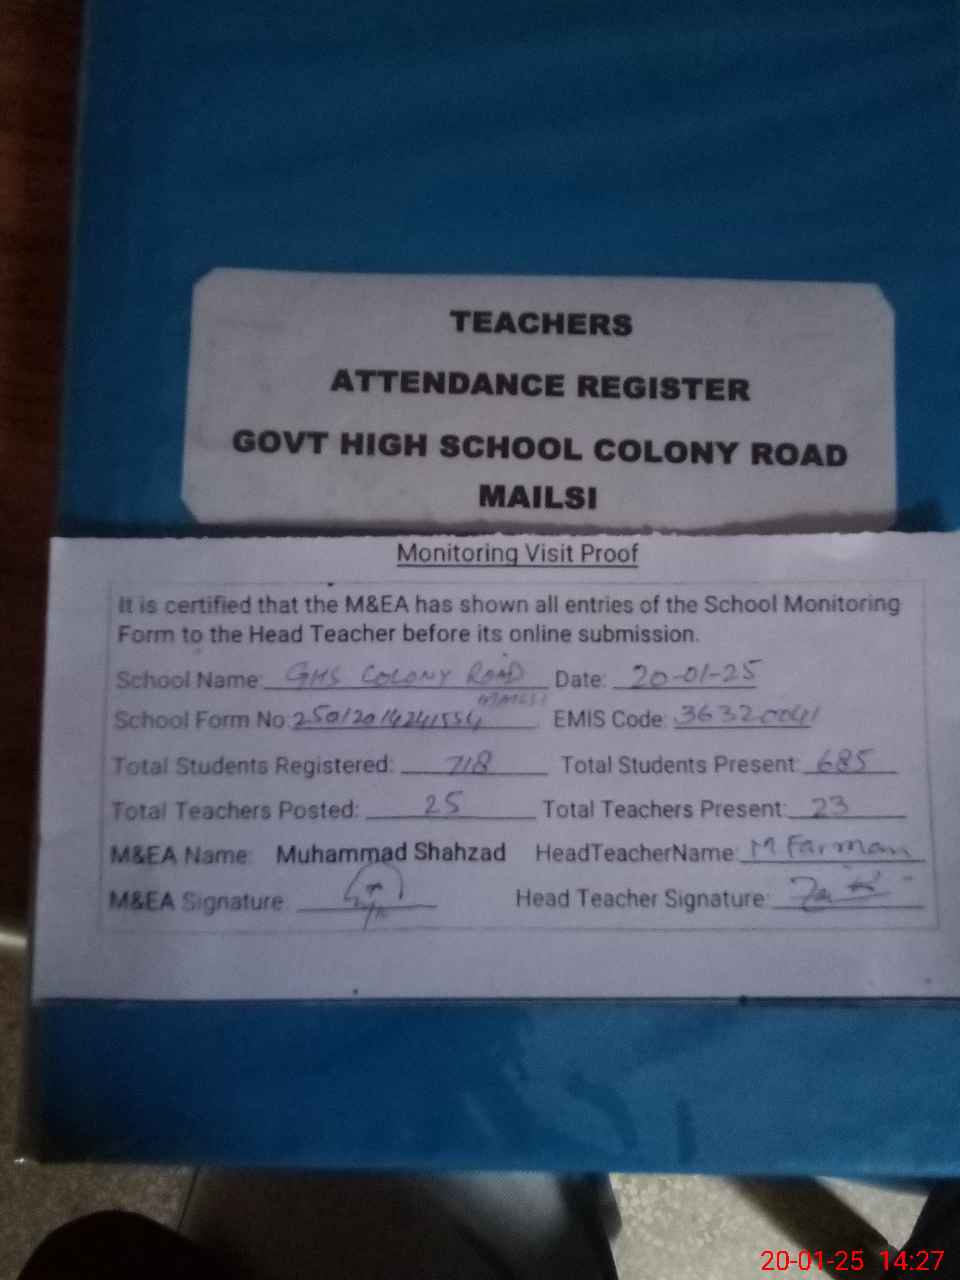 TEACHERS
ATTENDANCE REGISTER
GOVT HIGH SCHOOL COLONY ROAD
MAILSI
Monitoring Visit Proof
It is certified that the M&EA has shown all entries of the School Monitoring
Form to the Head Teacher before its online submission.
School Name: GHS COLONY ROAD MAILSI Date: 20-01-25
School Form No: EMIS Code: 36320041
Total Students Registered: 718 Total Students Present: 685
Total Teachers Posted: 25 Total Teachers Present: 23
M&EA Name: Muhammad Shahzad HeadTeacherName: M Farman
M&EA Signature: Head Teacher Signature:
20-01-25 14:27